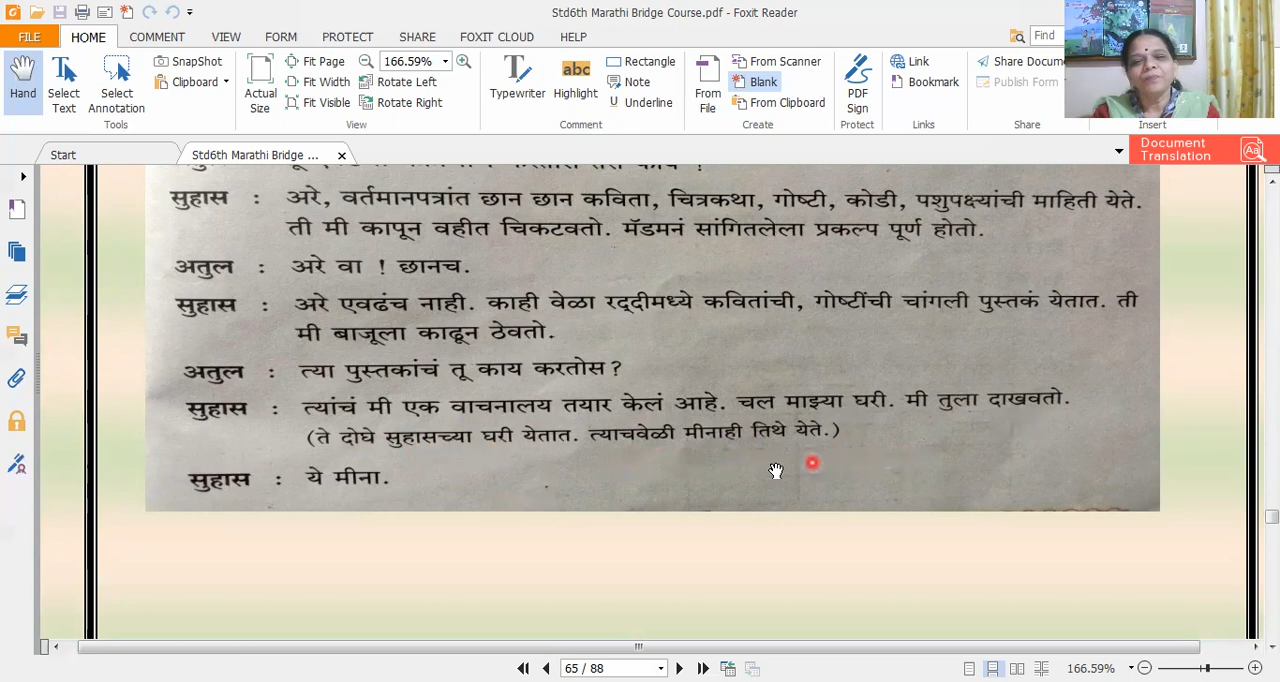 Std6th Marathi Bridge Course.pdf - Foxit Reader
FILE HOME COMMENT VIEW FORM PROTECT SHARE FOXIT CLOUD HELP Find
SnapShot Fit Page 166.59% From Scanner Link Share Docum
Clipboard Fit Width Rotate Left Rectangle Blank Bookmark Publish Form
Hand Select Text Select Annotation Actual Size Fit Visible Rotate Right Typewriter abc Highlight Note Underline From File From Clipboard PDF Sign
Tools View Comment Create Protect Links Share Insert
Start Std6th Marathi Bridge ... Document Translation
सुहास : अरे, वर्तमानपत्रांत छान छान कविता, चित्रकथा, गोष्टी, कोडी, पशुपक्ष्यांची माहिती येते.
ती मी कापून वहीत चिकटवतो. मॅडमनं सांगितलेला प्रकल्प पूर्ण होतो.
अतुल : अरे वा ! छानच.
सुहास : अरे एवढंच नाही. काही वेळा रद्दीमध्ये कवितांची, गोष्टींची चांगली पुस्तकं येतात. ती
मी बाजूला काढून ठेवतो.
अतुल : त्या पुस्तकांचं तू काय करतोस?
सुहास : त्यांचं मी एक वाचनालय तयार केलं आहे. चल माझ्या घरी. मी तुला दाखवतो.
(ते दोघे सुहासच्या घरी येतात. त्याचवेळी मीनाही तिथे येते.)
सुहास : ये मीना.
65 / 88 166.59%